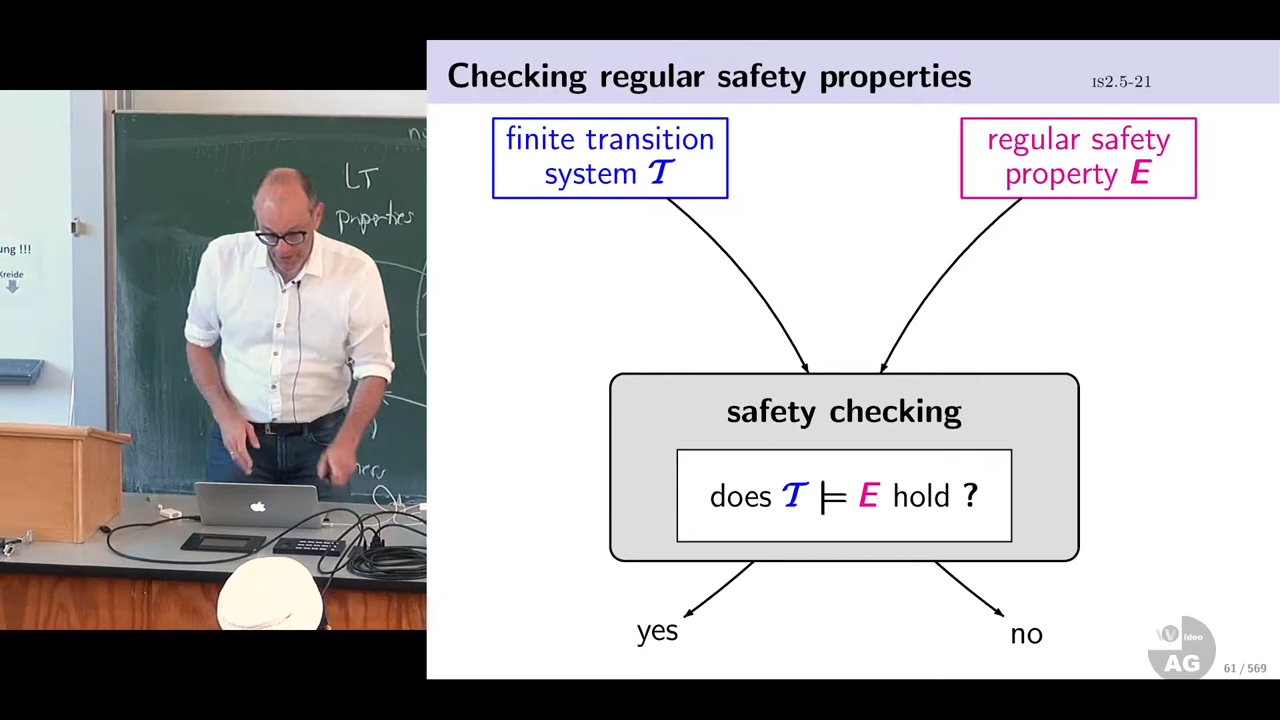 ung !!!
Kreide
LT
properties
Checking regular safety properties
IS2.5-21
finite transition
system T
regular safety
property E
safety checking
does T ⊨ E hold ?
yes
no
Video
AG
61 / 569